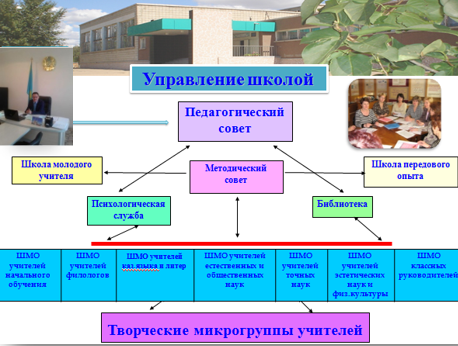 Управление школой
Педагогический
совет
Школа молодого
учителя
Методический
совет
Школа передового
опыта
Психологическая
служба
Библиотека
ШМО
учителей
начального
обучения
ШМО
учителей
филологов
ШМО учителей
каз.языка и литер
ШМО учителей
естественных и
общественных
наук
ШМО
учителей
точных
наук
ШМО
учителей
эстетических
наук и
физ.культуры
ШМО
классных
руководителей
Творческие микрогруппы учителей